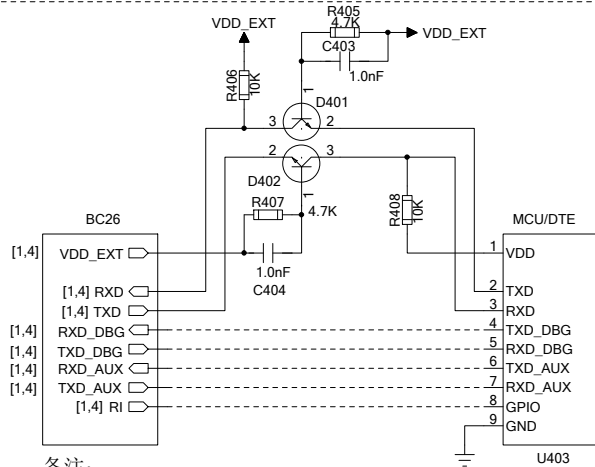 R405
4.7K
VDD_EXT
VDD_EXT
C403
1.0nF
R406
10K
1
D401
3
2
2
3
D402
1
R407
4.7K
R408
10K
BC26
MCU/DTE
[1,4] VDD_EXT
1 VDD
1.0nF
C404
[1,4] RXD
2 TXD
[1,4] TXD
3 RXD
[1,4] RXD_DBG
4 TXD_DBG
[1,4] TXD_DBG
5 RXD_DBG
[1,4] RXD_AUX
6 TXD_AUX
[1,4] TXD_AUX
7 RXD_AUX
[1,4] RI
8 GPIO
9 GND
备注:
U403